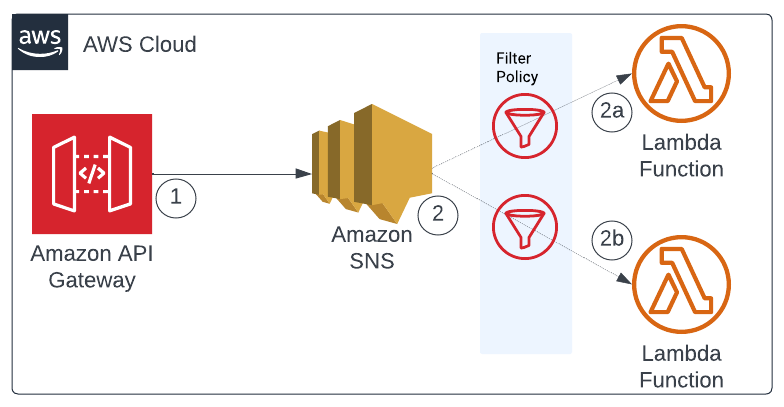 aws
AWS Cloud
Filter
Policy
2a
Lambda
Function
</>
1
Amazon API
Gateway
2
Amazon
SNS
2b
Lambda
Function